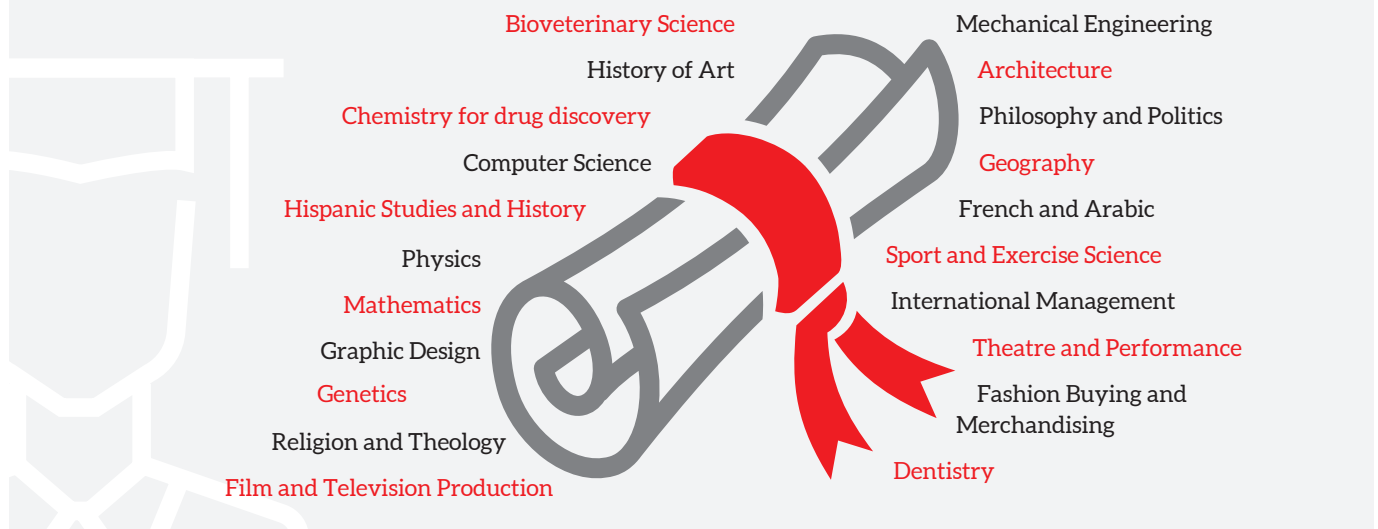 Bioveterinary Science
History of Art
Chemistry for drug discovery
Computer Science
Hispanic Studies and History
Physics
Mathematics
Graphic Design
Genetics
Religion and Theology
Film and Television Production
Mechanical Engineering
Architecture
Philosophy and Politics
Geography
French and Arabic
Sport and Exercise Science
International Management
Theatre and Performance
Fashion Buying and
Merchandising
Dentistry